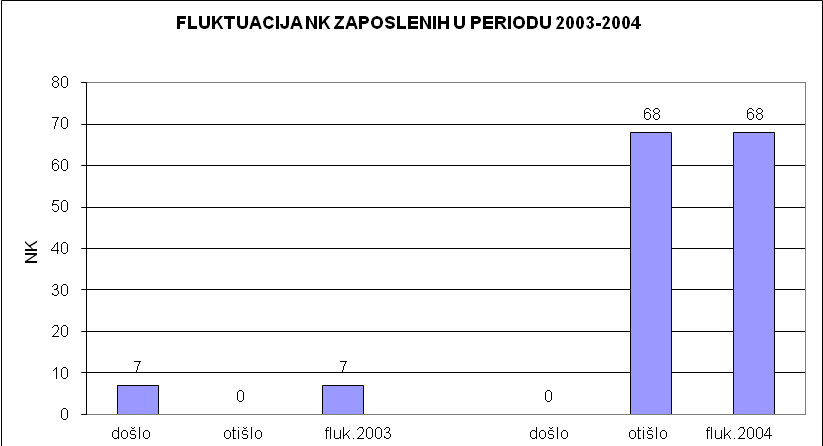 FLUKTUACIJA NK ZAPOSLENIH U PERIODU 2003-2004
80
70
60
50
40
30
20
10
0
NK
7
0
7
0
68
68
došlo
otišlo
fluk.2003
došlo
otišlo
fluk.2004